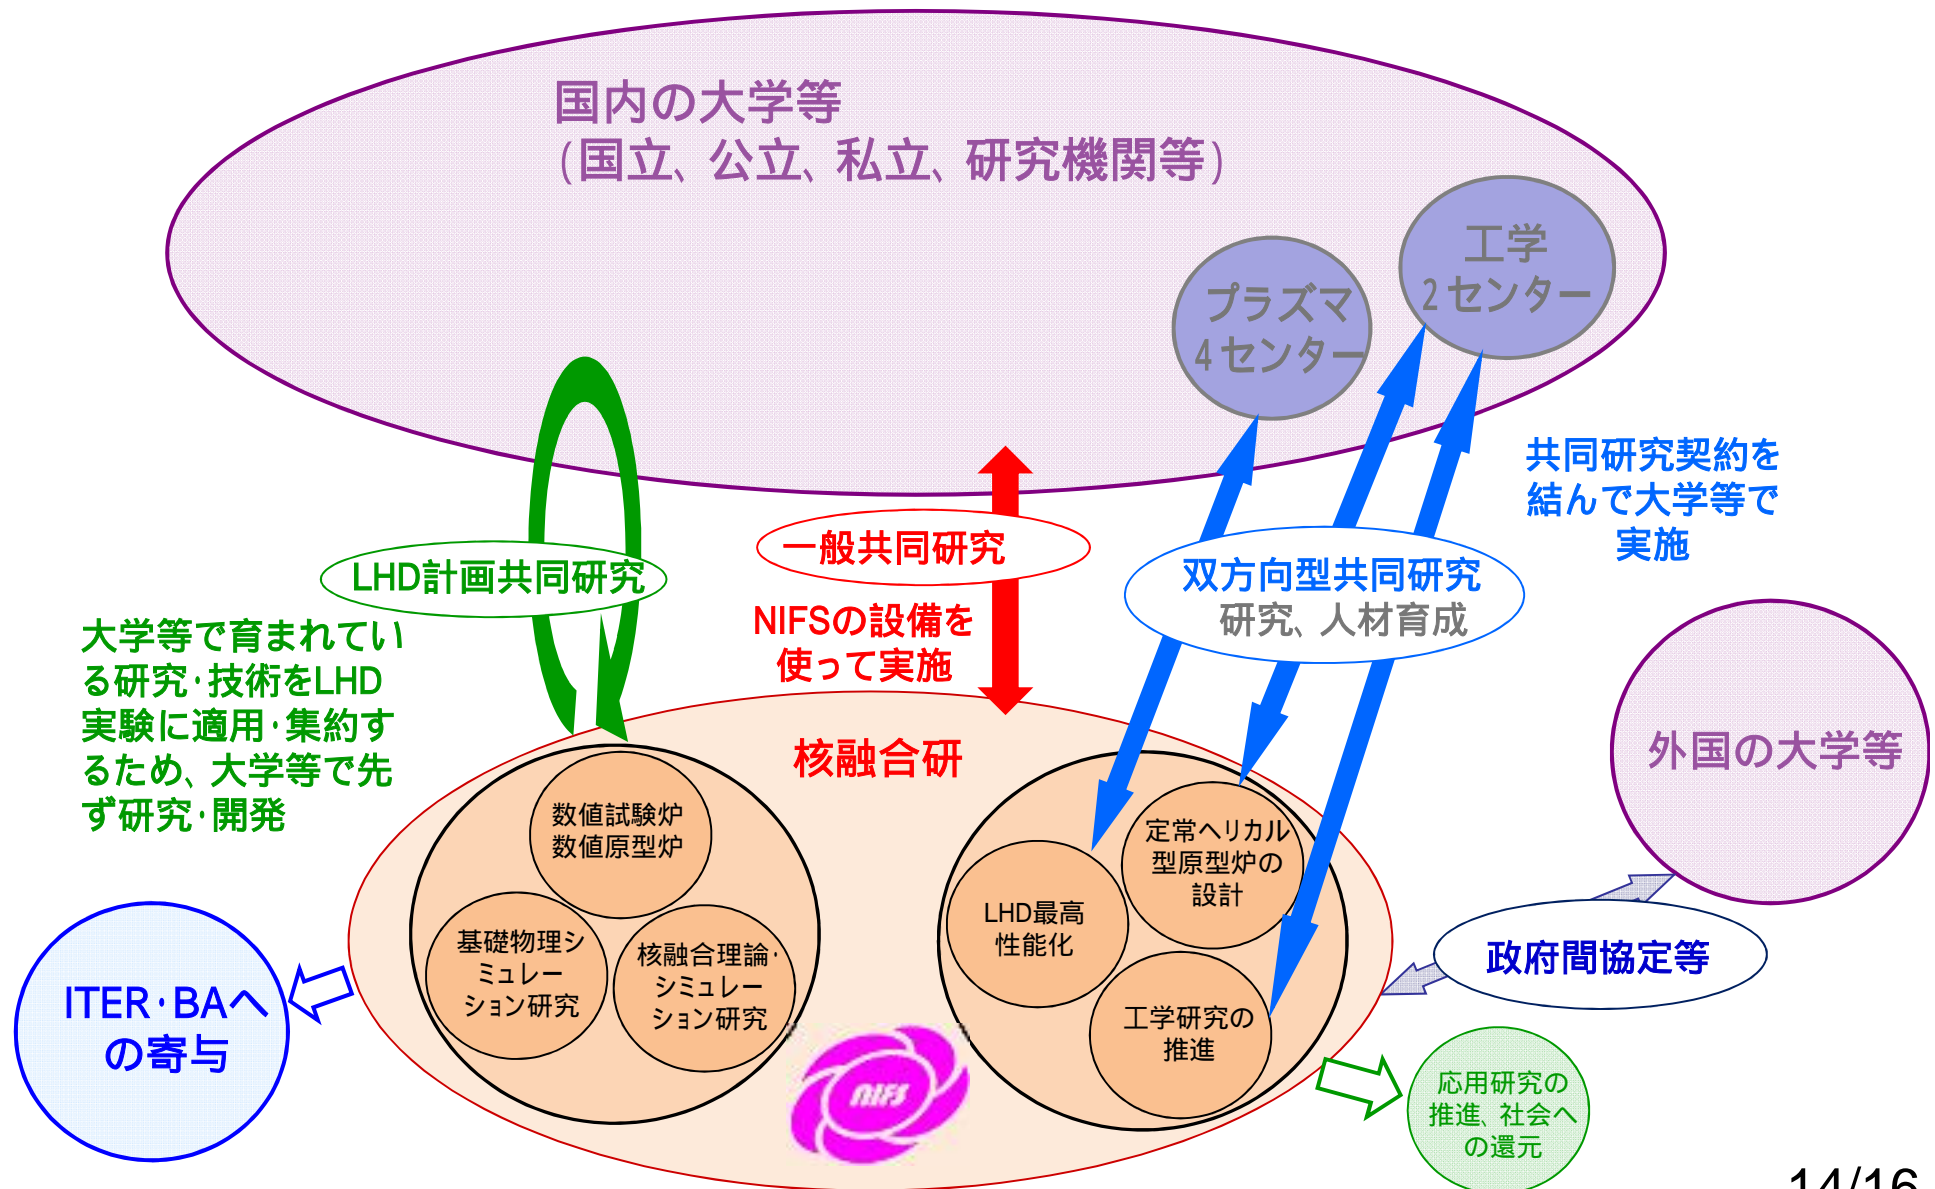 国内の大学等
(国立、公立、私立、研究機関等)
工学
2センター
プラズマ
4センター
共同研究契約を
結んで大学等で
実施
一般共同研究
LHD計画共同研究
双方向型共同研究
研究、人材育成
NIFSの設備を
使って実施
大学等で育まれてい
る研究・技術をLHD
実験に適用・集約す
るため、大学等で先
ず研究・開発
核融合研
外国の大学等
数値試験炉
数値原型炉
基礎物理シ
ミュレー
ション研究
核融合理論・
シミュレー
ション研究
定常ヘリカル
型原型炉の
設計
LHD最高
性能化
工学研究の
推進
政府間協定等
ITER・BAへ
の寄与
NIFS
応用研究の
推進、社会へ
の還元
14/16